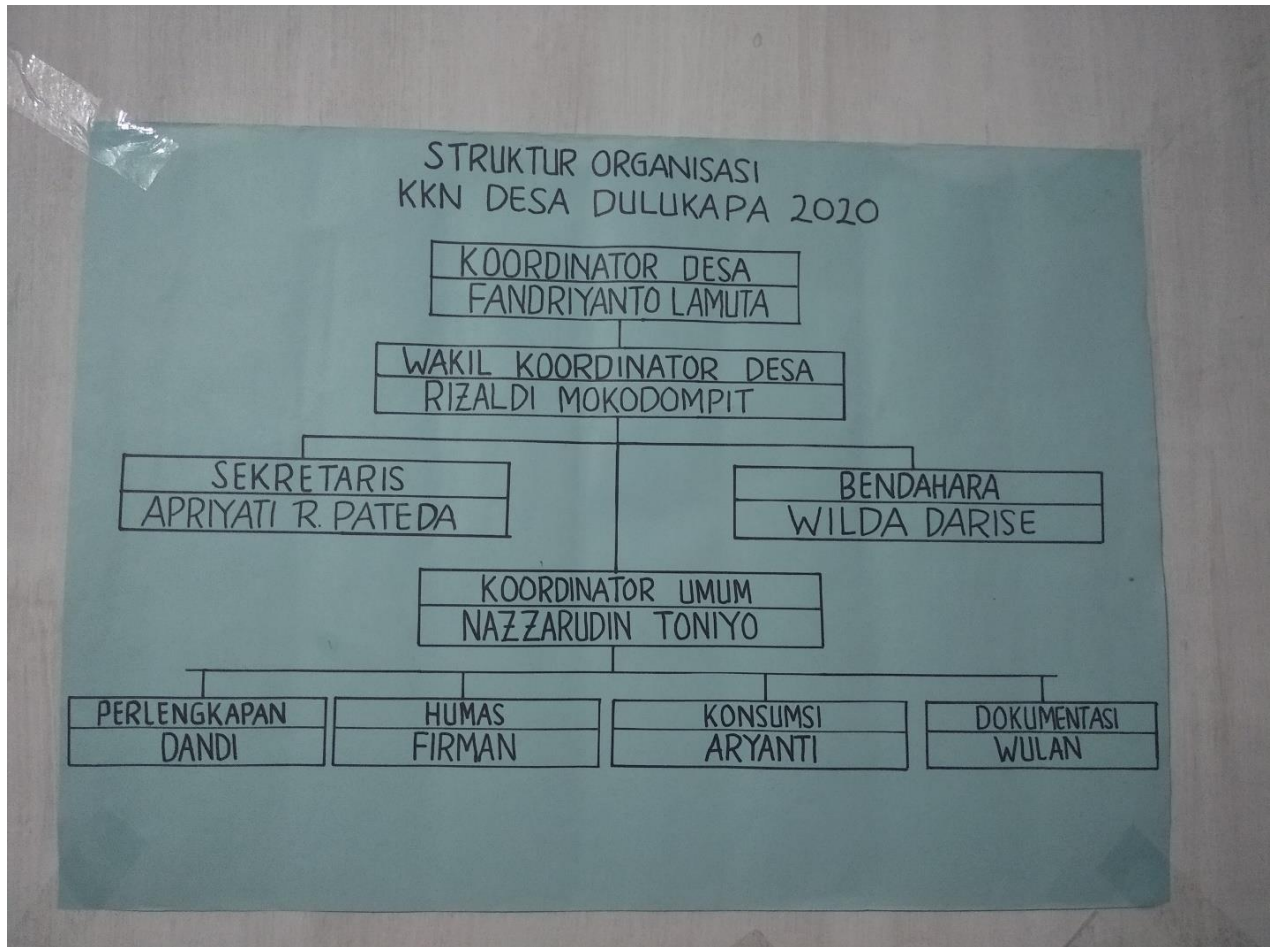 STRUKTUR ORGANISASI
KKN DESA DULUKAPA 2020
KOORDINATOR DESA
FANDRIYANTO LAMUTA
WAKIL KOORDINATOR DESA
RIZALDI MOKODOMPIT
SEKRETARIS
APRIYATI R. PATEDA
BENDAHARA
WILDA DARISE
KOORDINATOR UMUM
NAZZARUDIN TONIYO
PERLENGKAPAN
DANDI
HUMAS
FIRMAN
KONSUMSI
ARYANTI
DOKUMENTASI
WULAN